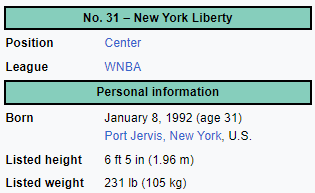 No. 31 – New York Liberty
Position Center
League WNBA
Personal information
Born January 8, 1992 (age 31)
Port Jervis, New York, U.S.
Listed height 6 ft 5 in (1.96 m)
Listed weight 231 lb (105 kg)